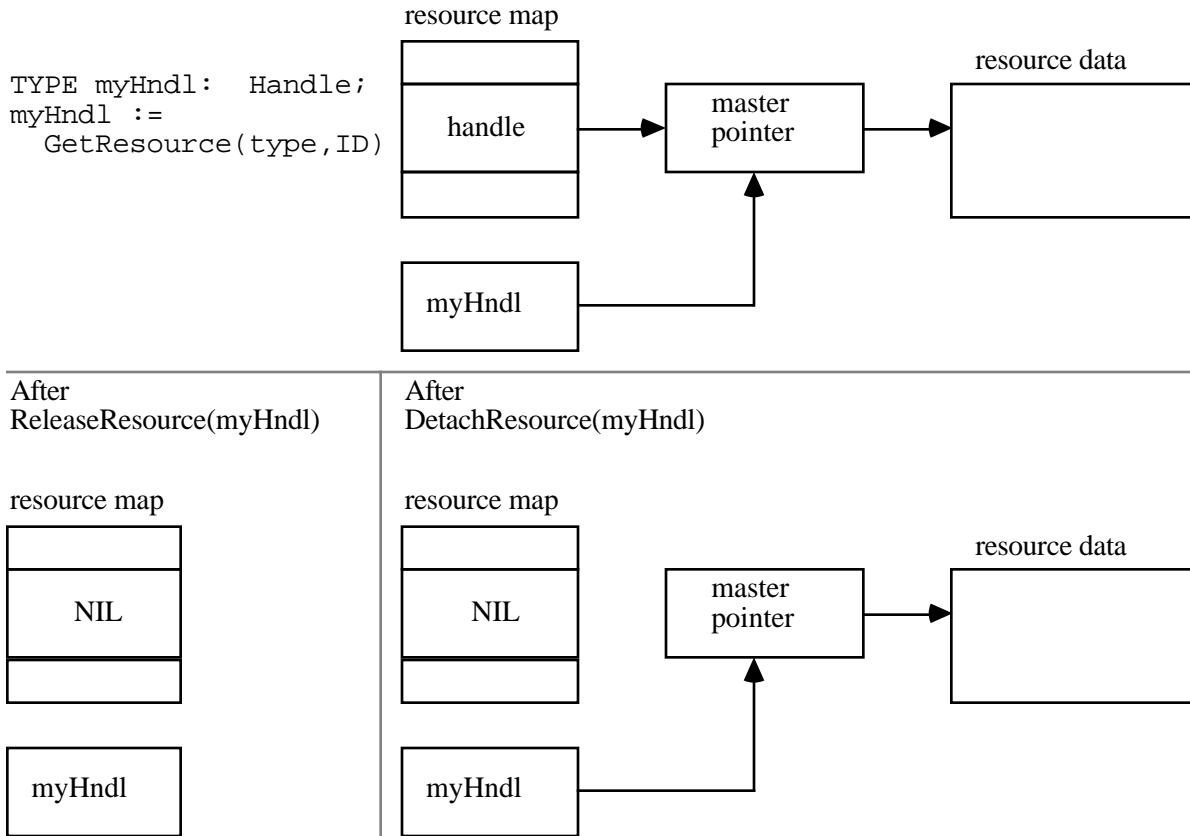 resource map
TYPE myHndl:  Handle;
myHndl :=
  GetResource(type,ID)
handle
master
pointer
resource data
myHndl
After
ReleaseResource(myHndl)
resource map
NIL
myHndl
After
DetachResource(myHndl)
resource map
NIL
master
pointer
resource data
myHndl